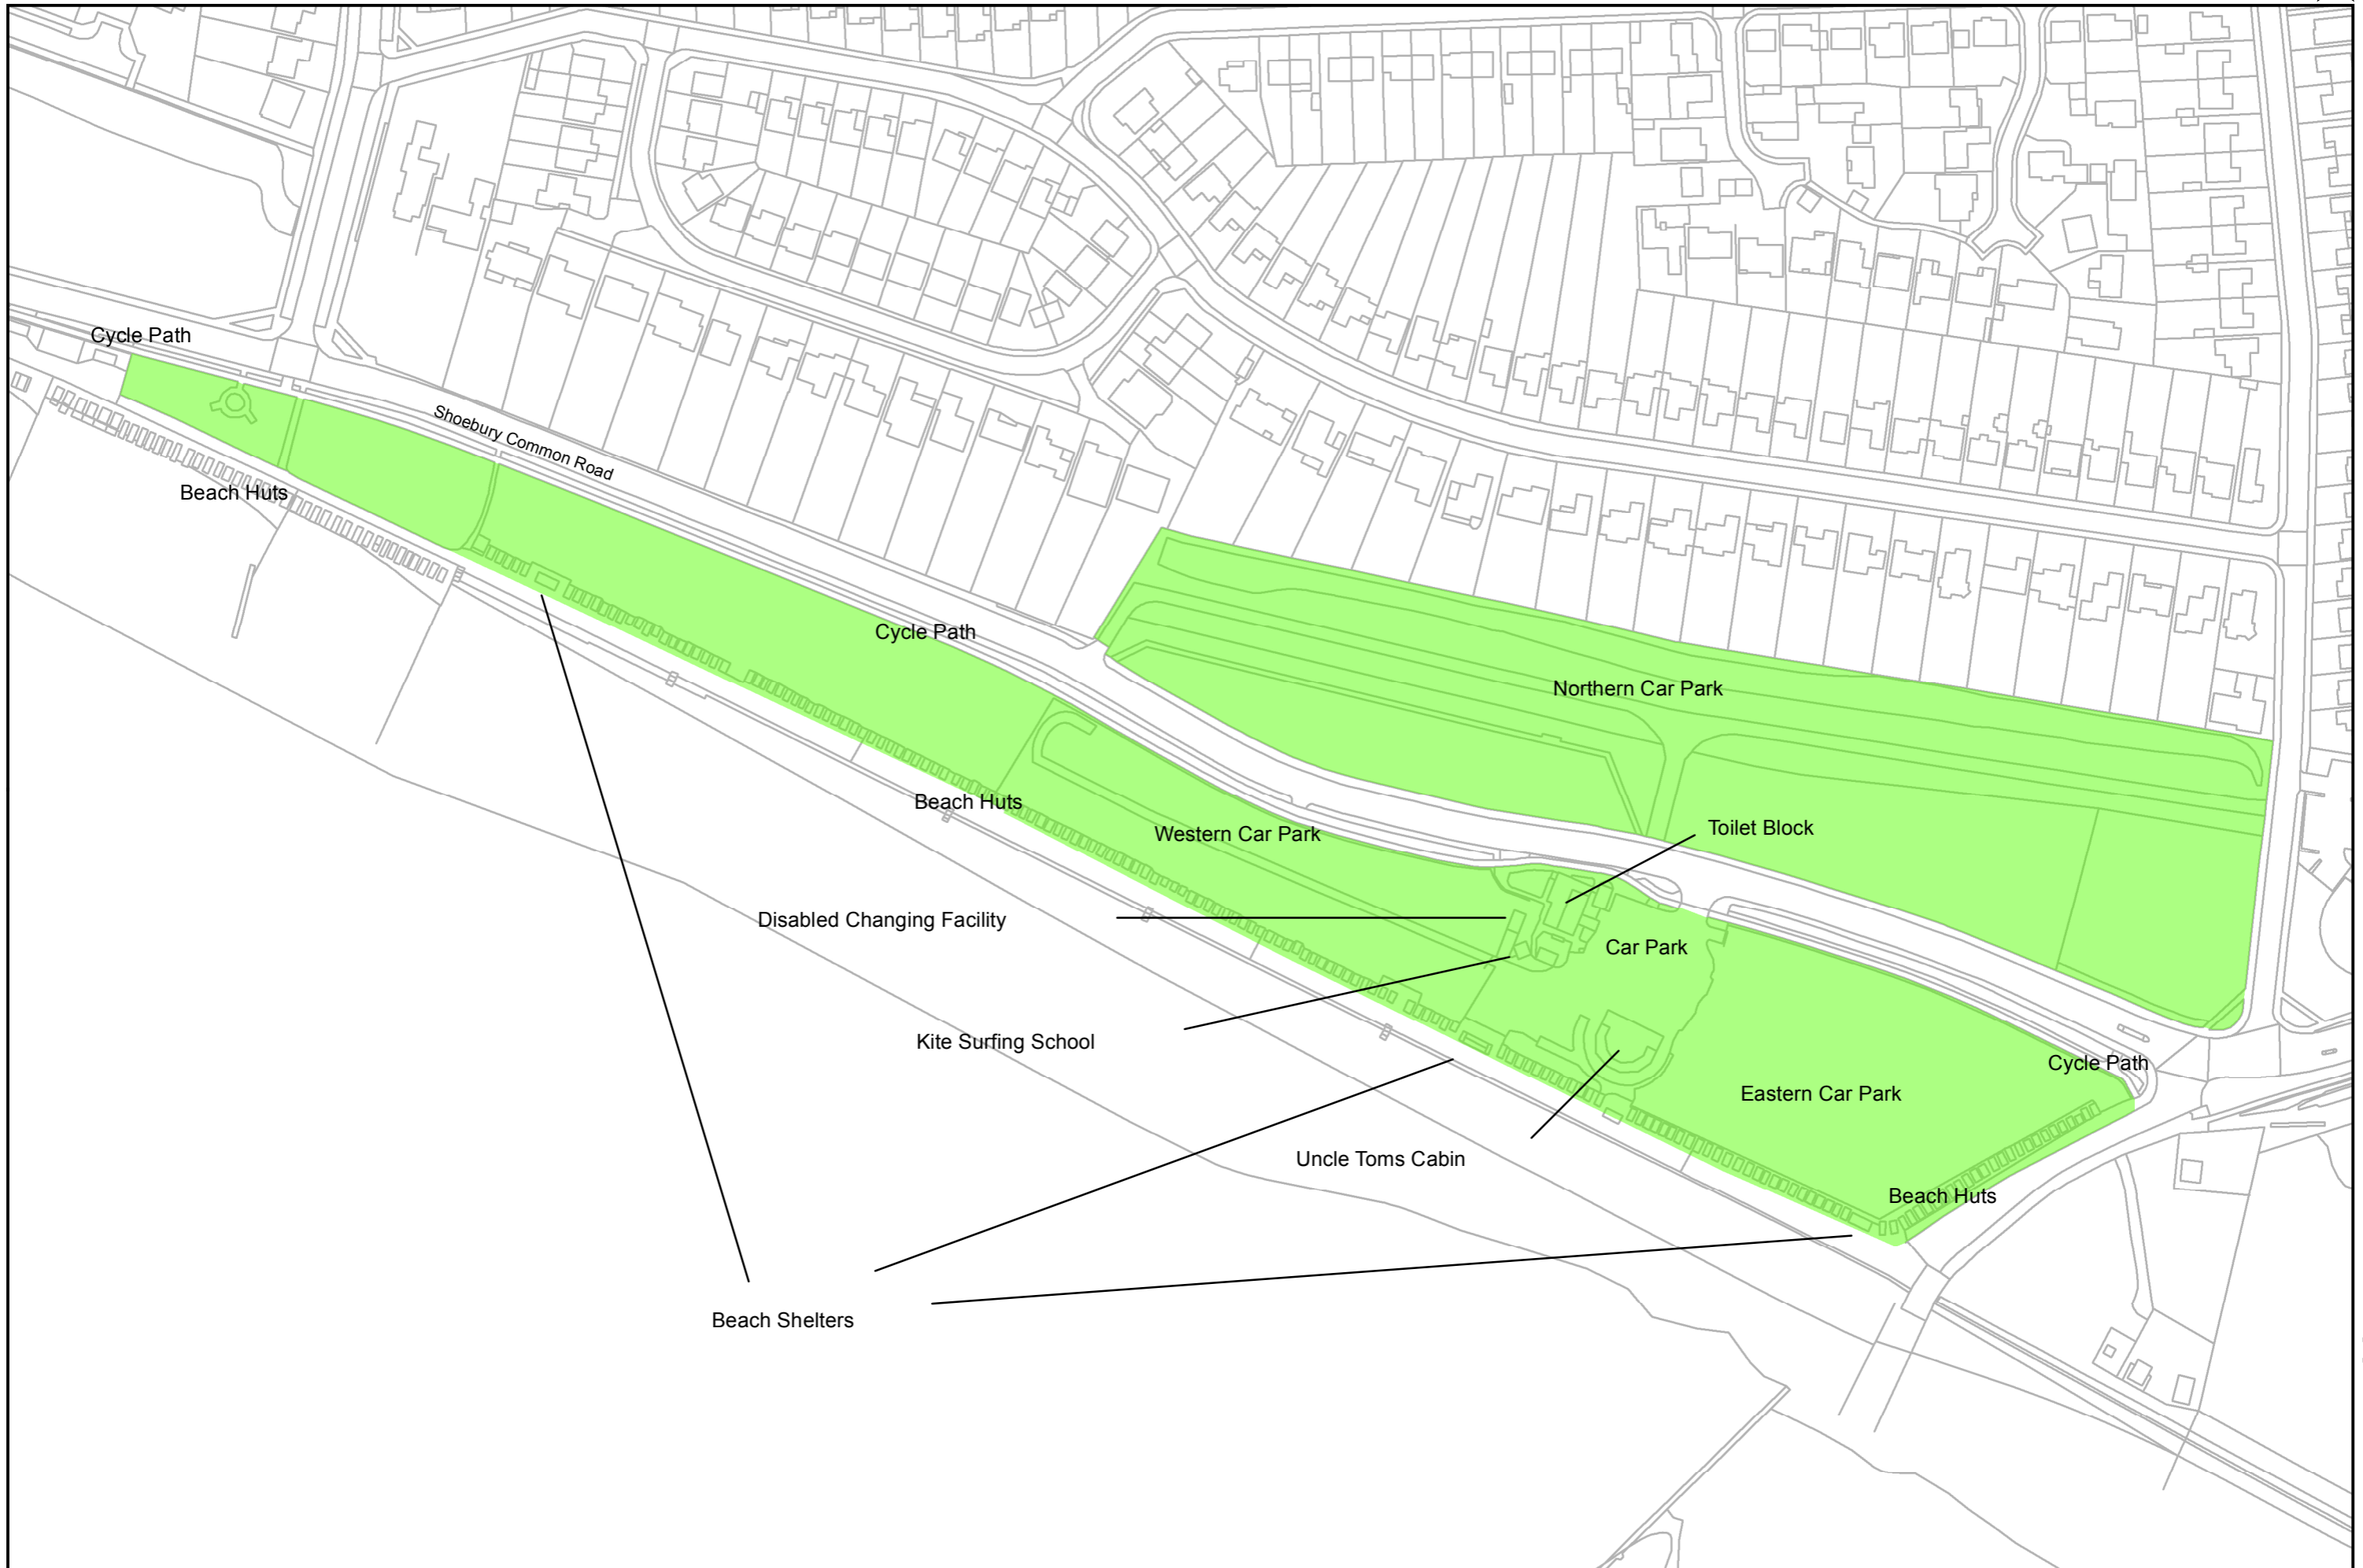 Cycle Path
Shoebury Common Road
Beach Huts
Cycle Path
Northern Car Park
Beach Huts
Western Car Park
Toilet Block
Disabled Changing Facility
Car Park
Kite Surfing School
Cycle Path
Eastern Car Park
Uncle Toms Cabin
Beach Huts
Beach Shelters